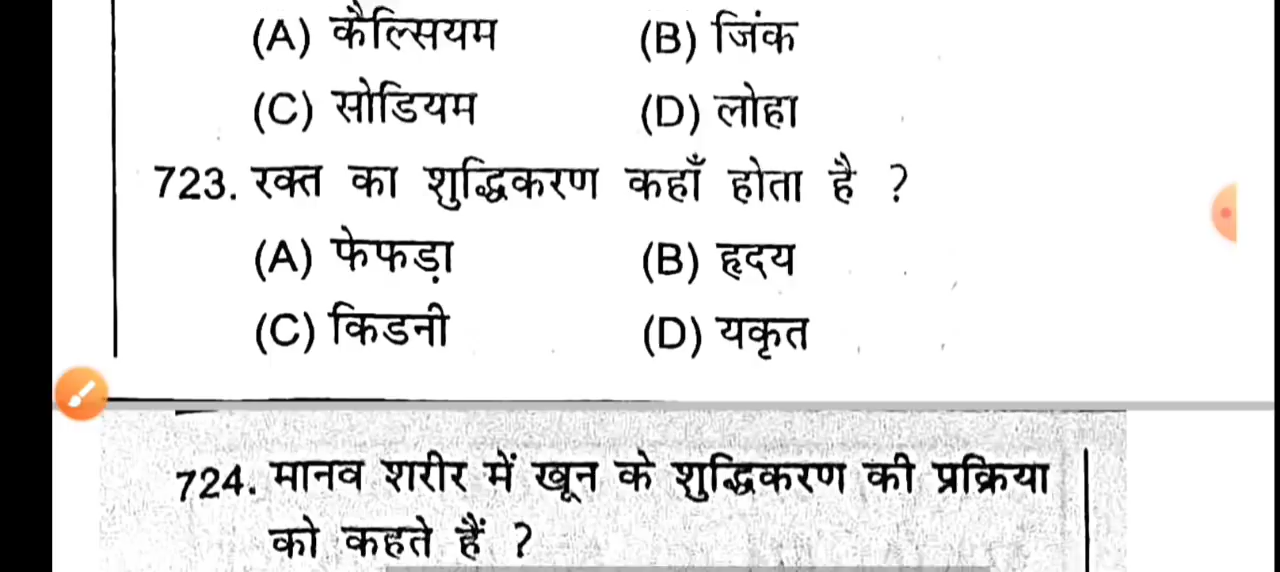 (A) कैल्सियम (B) जिंक
(C) सोडियम (D) लोहा
723. रक्त का शुद्धिकरण कहाँ होता है ?
(A) फेफड़ा (B) हृदय
(C) किडनी (D) यकृत
724. मानव शरीर में खून के शुद्धिकरण की प्रक्रिया
को कहते हैं ?